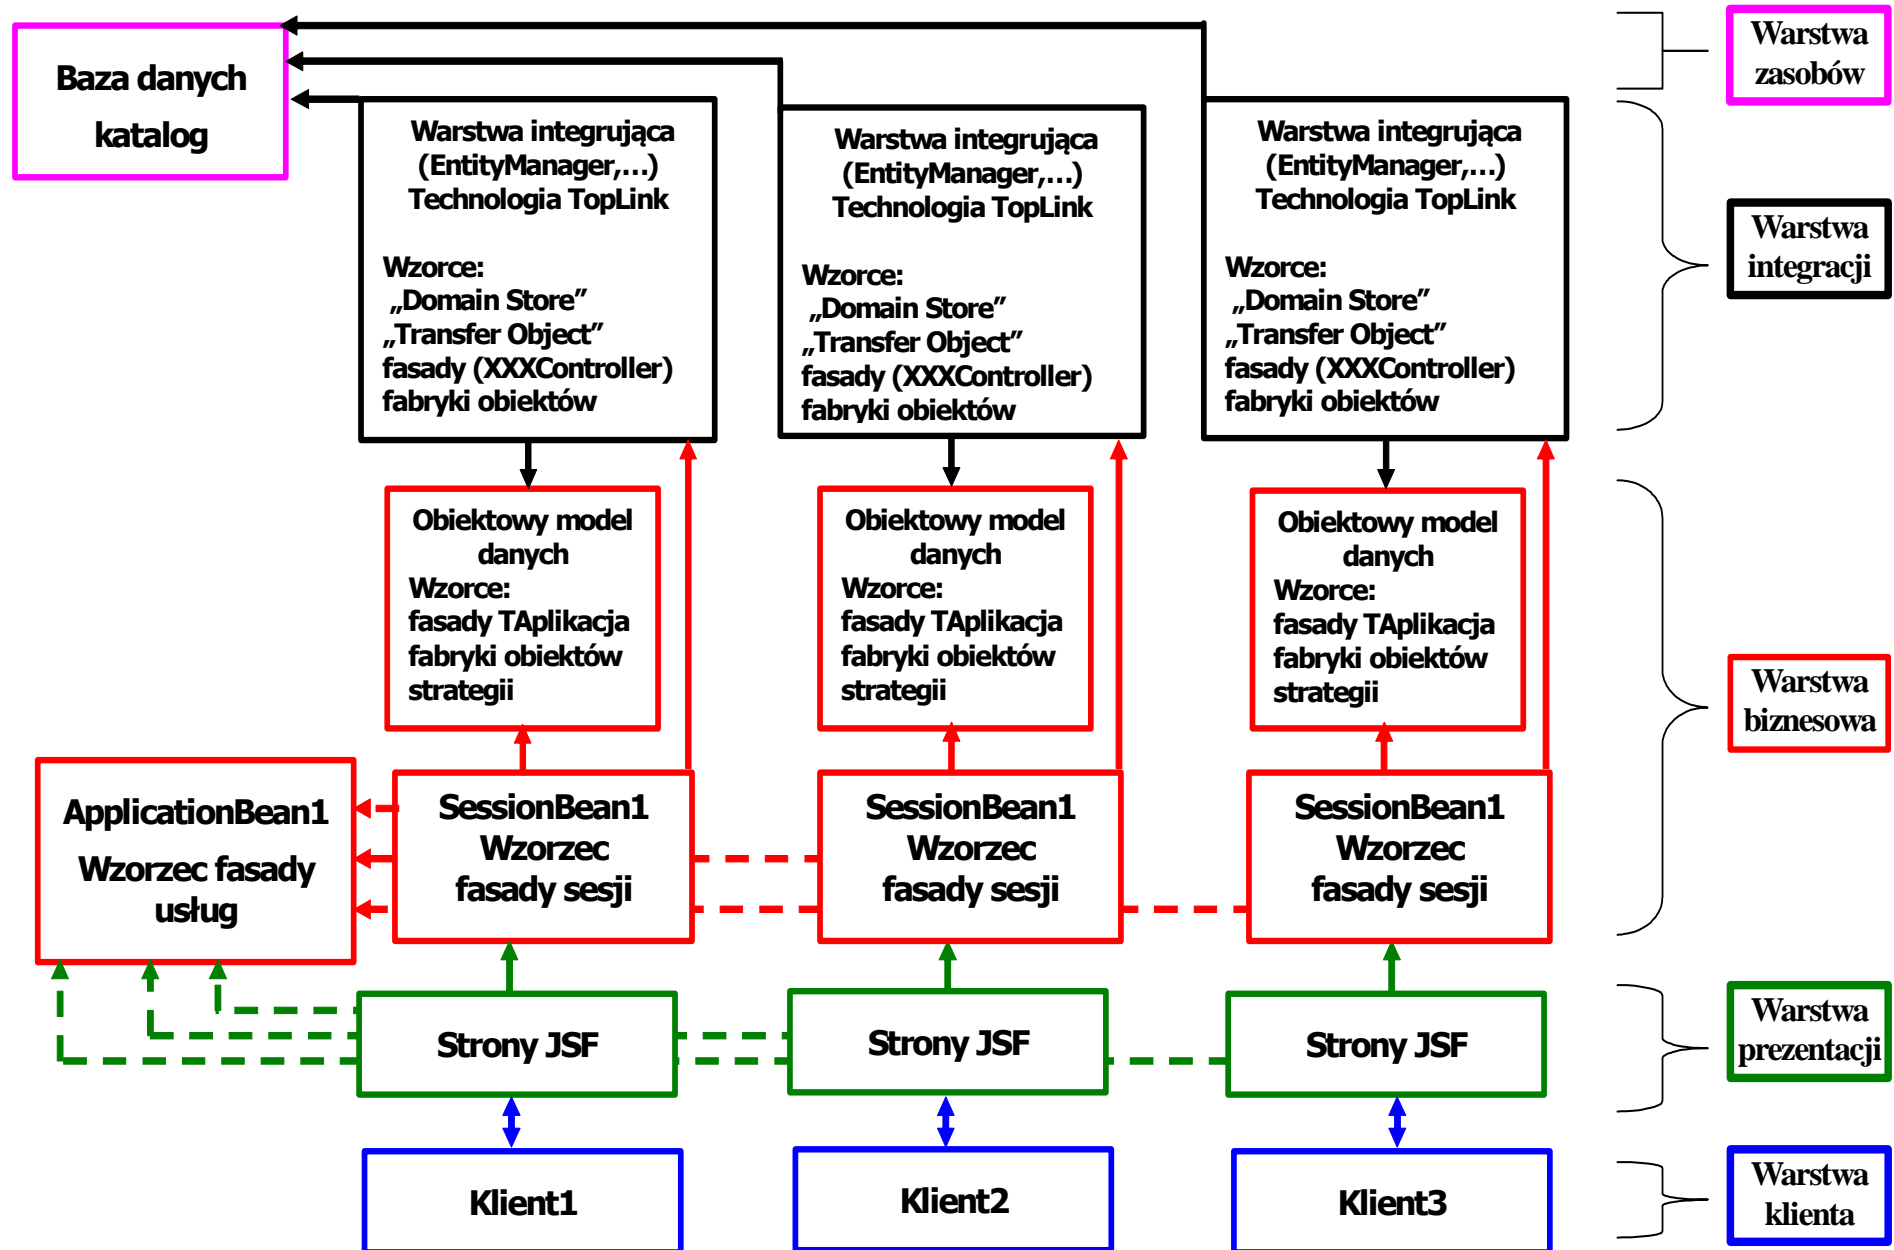 Baza danych
katalog
Warstwa integrująca
(EntityManager,...)
Technologia TopLink
Wzorce:
„Domain Store”
„Transfer Object”
fasady (XXXController)
fabryki obiektów
Warstwa integrująca
(EntityManager,...)
Technologia TopLink
Wzorce:
„Domain Store”
„Transfer Object”
fasady (XXXController)
fabryki obiektów
Warstwa integrująca
(EntityManager,...)
Technologia TopLink
Wzorce:
„Domain Store”
„Transfer Object”
fasady (XXXController)
fabryki obiektów
Warstwa
zasobów
Warstwa
integracji
Obiektowy model
danych
Wzorce:
fasady TAplikacja
fabryki obiektów
strategii
Obiektowy model
danych
Wzorce:
fasady TAplikacja
fabryki obiektów
strategii
Obiektowy model
danych
Wzorce:
fasady TAplikacja
fabryki obiektów
strategii
Warstwa
biznesowa
ApplicationBean1
Wzorzec fasady
usług
SessionBean1
Wzorzec
fasady sesji
SessionBean1
Wzorzec
fasady sesji
SessionBean1
Wzorzec
fasady sesji
Strony JSF
Strony JSF
Strony JSF
Warstwa
prezentacji
Klient1
Klient2
Klient3
Warstwa
klienta